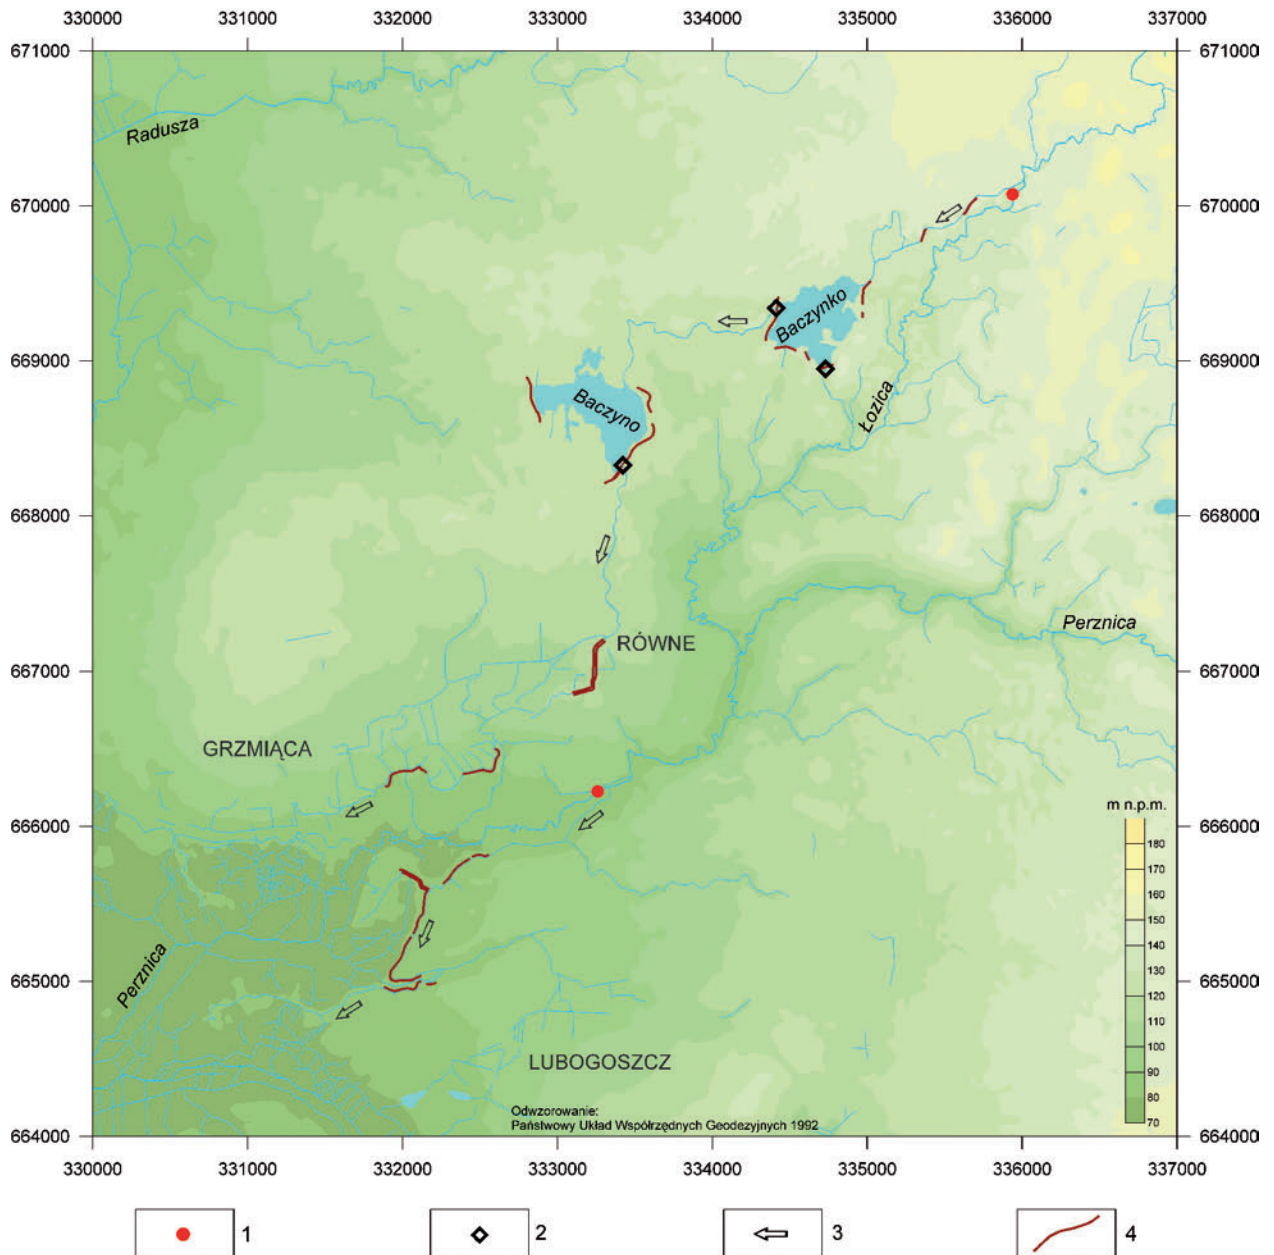 330000 331000 332000 333000 334000 335000 336000 337000
671000 671000
Radusza
670000 670000
Baczynko
669000 669000
Baczyno
Łozica
668000 668000
Perznica
RÓWNE
667000 667000
GRZMIĄCA
m n.p.m.
666000 666000
180
170
160
150
140
130
120
110
100
90
80
70
Perznica
665000 665000
LUBOGOSZCZ
Odwzorowanie:
Państwowy Układ Współrzędnych Geodezyjnych 1992
664000 664000
330000 331000 332000 333000 334000 335000 336000 337000
1 2 3 4